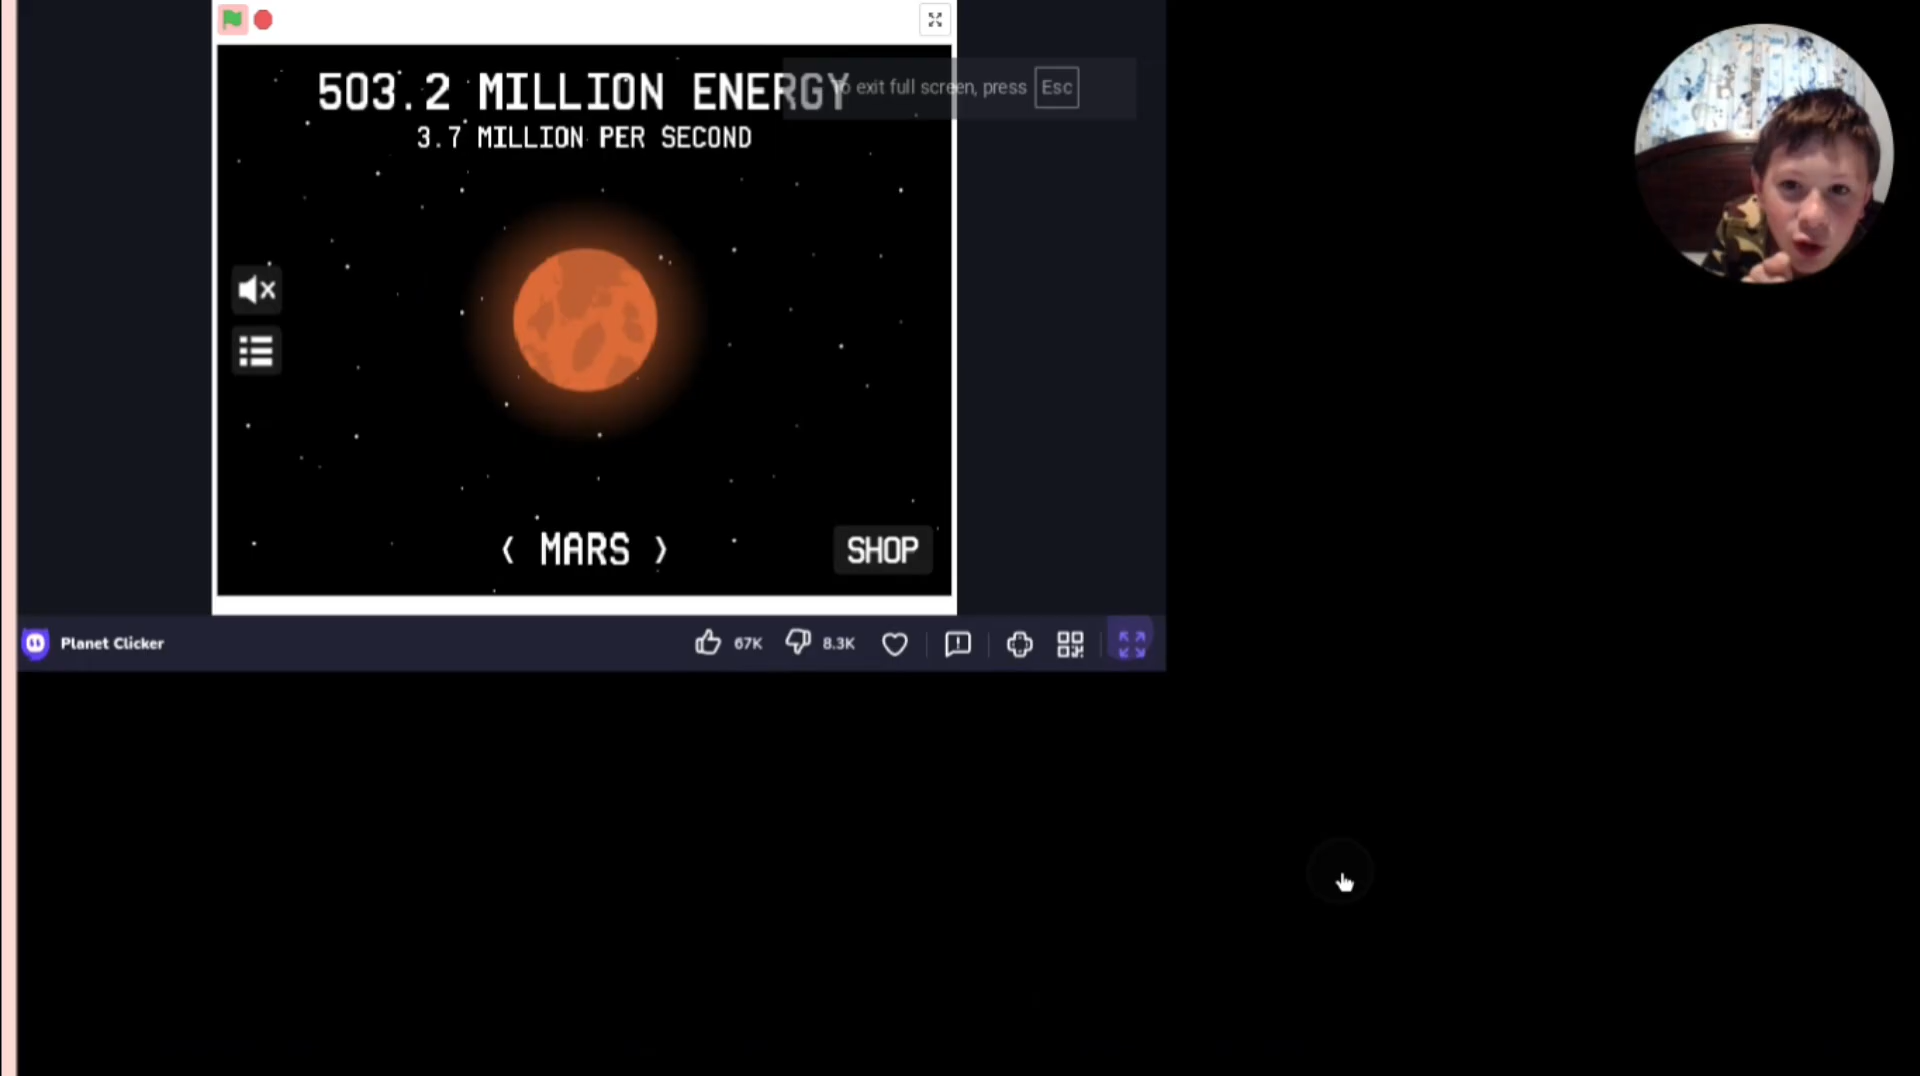 503.2 MILLION ENERGY
To exit full screen, press Esc
3.7 MILLION PER SECOND
< MARS >
SHOP
Planet Clicker
67K
8.3K